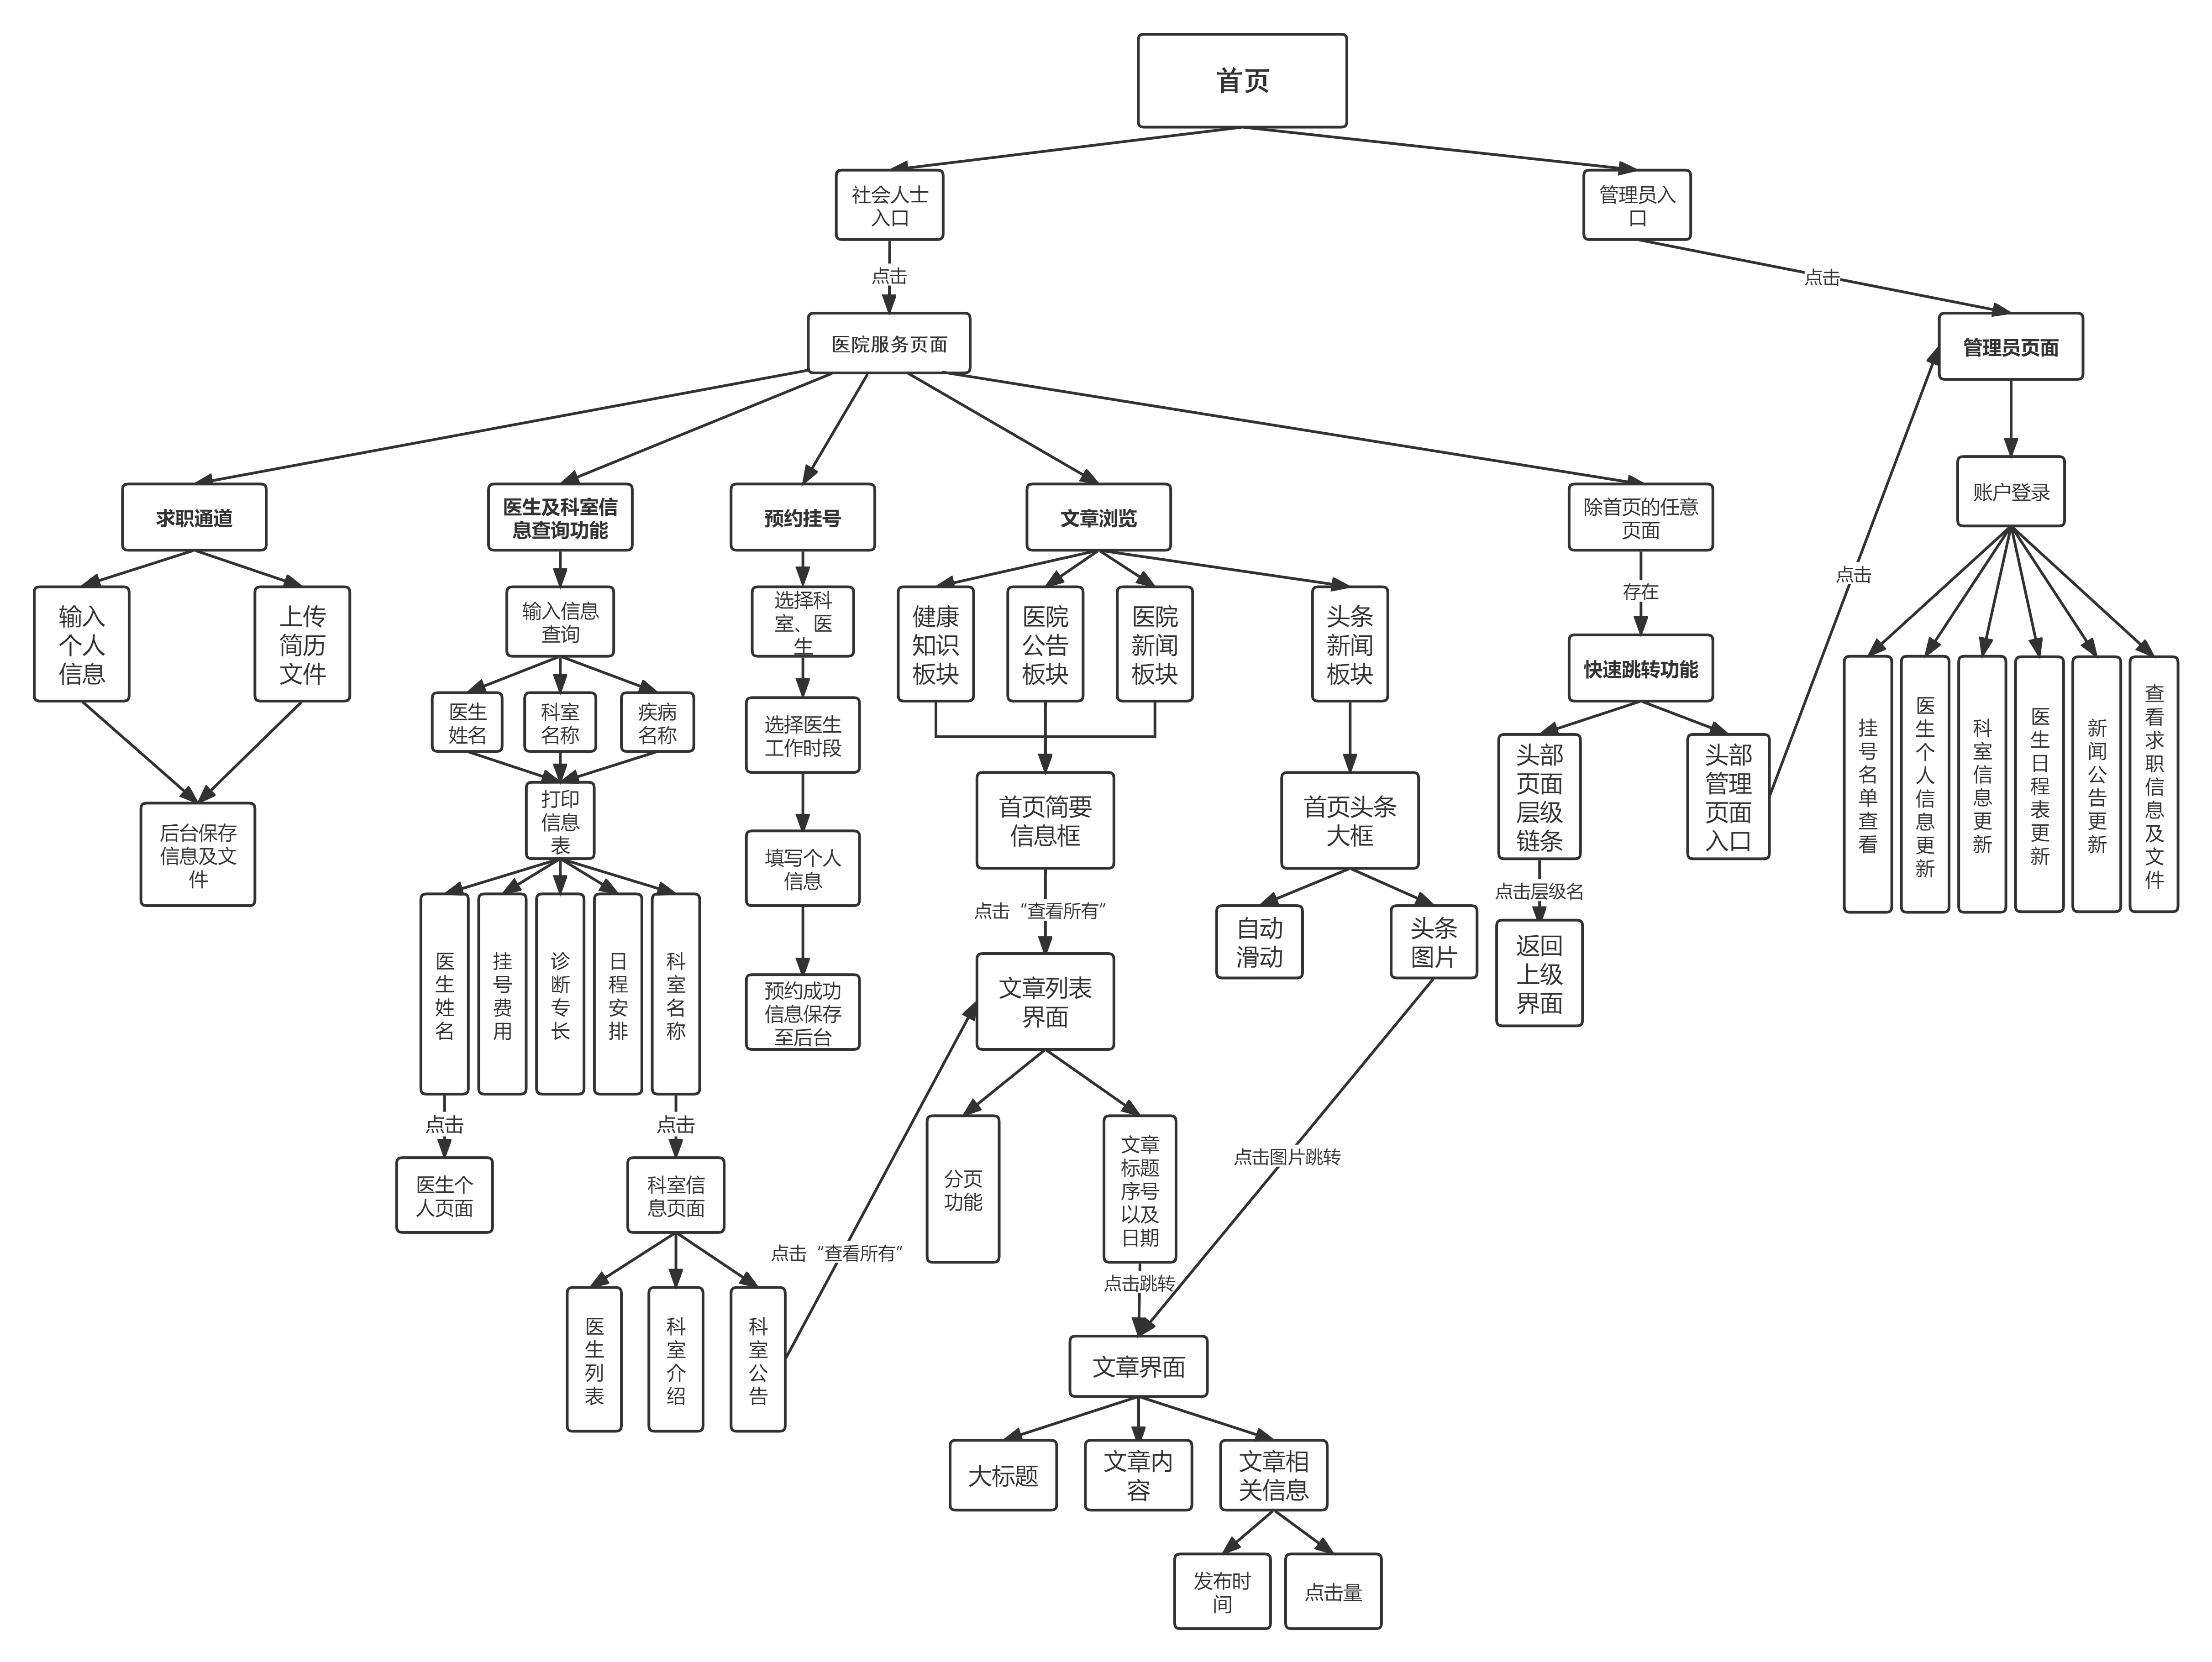 首页
社会人士
入口
管理员入
口
点击
点击
医院服务页面
管理员页面
求职通道
医生及科室信
息查询功能
预约挂号
文章浏览
除首页的任意
页面
账户登录
输入
个人
信息
上传
简历
文件
后台保存
信息及文
件
输入信息
查询
医生
姓名
科室
名称
疾病
名称
打印
信息
表
医生姓名
挂号费用
诊断专长
日程安排
科室名称
点击
点击
医生个
人页面
科室信
息页面
医生列表
科室介绍
科室公告
点击“查看所有”
选择科
室、医
生
选择医生
工作时段
填写个人
信息
预约成功
信息保存
至后台
健康
知识
板块
医院
公告
板块
医院
新闻
板块
头条
新闻
板块
首页简要
信息框
点击“查看所有”
文章列表
界面
分页
功能
文章
标题
序号
以及
日期
点击跳转
首页头条
大框
自动
滑动
头条
图片
点击图片跳转
文章界面
大标题
文章内
容
文章相
关信息
发布时
间
点击量
存在
快速跳转功能
头部
页面
层级
链条
头部
管理
页面
入口
点击
点击层级名
返回
上级
界面
挂号名单查看
医生个人信息更新
科室信息更新
医生日程表更新
新闻公告更新
查看求职信息及文件